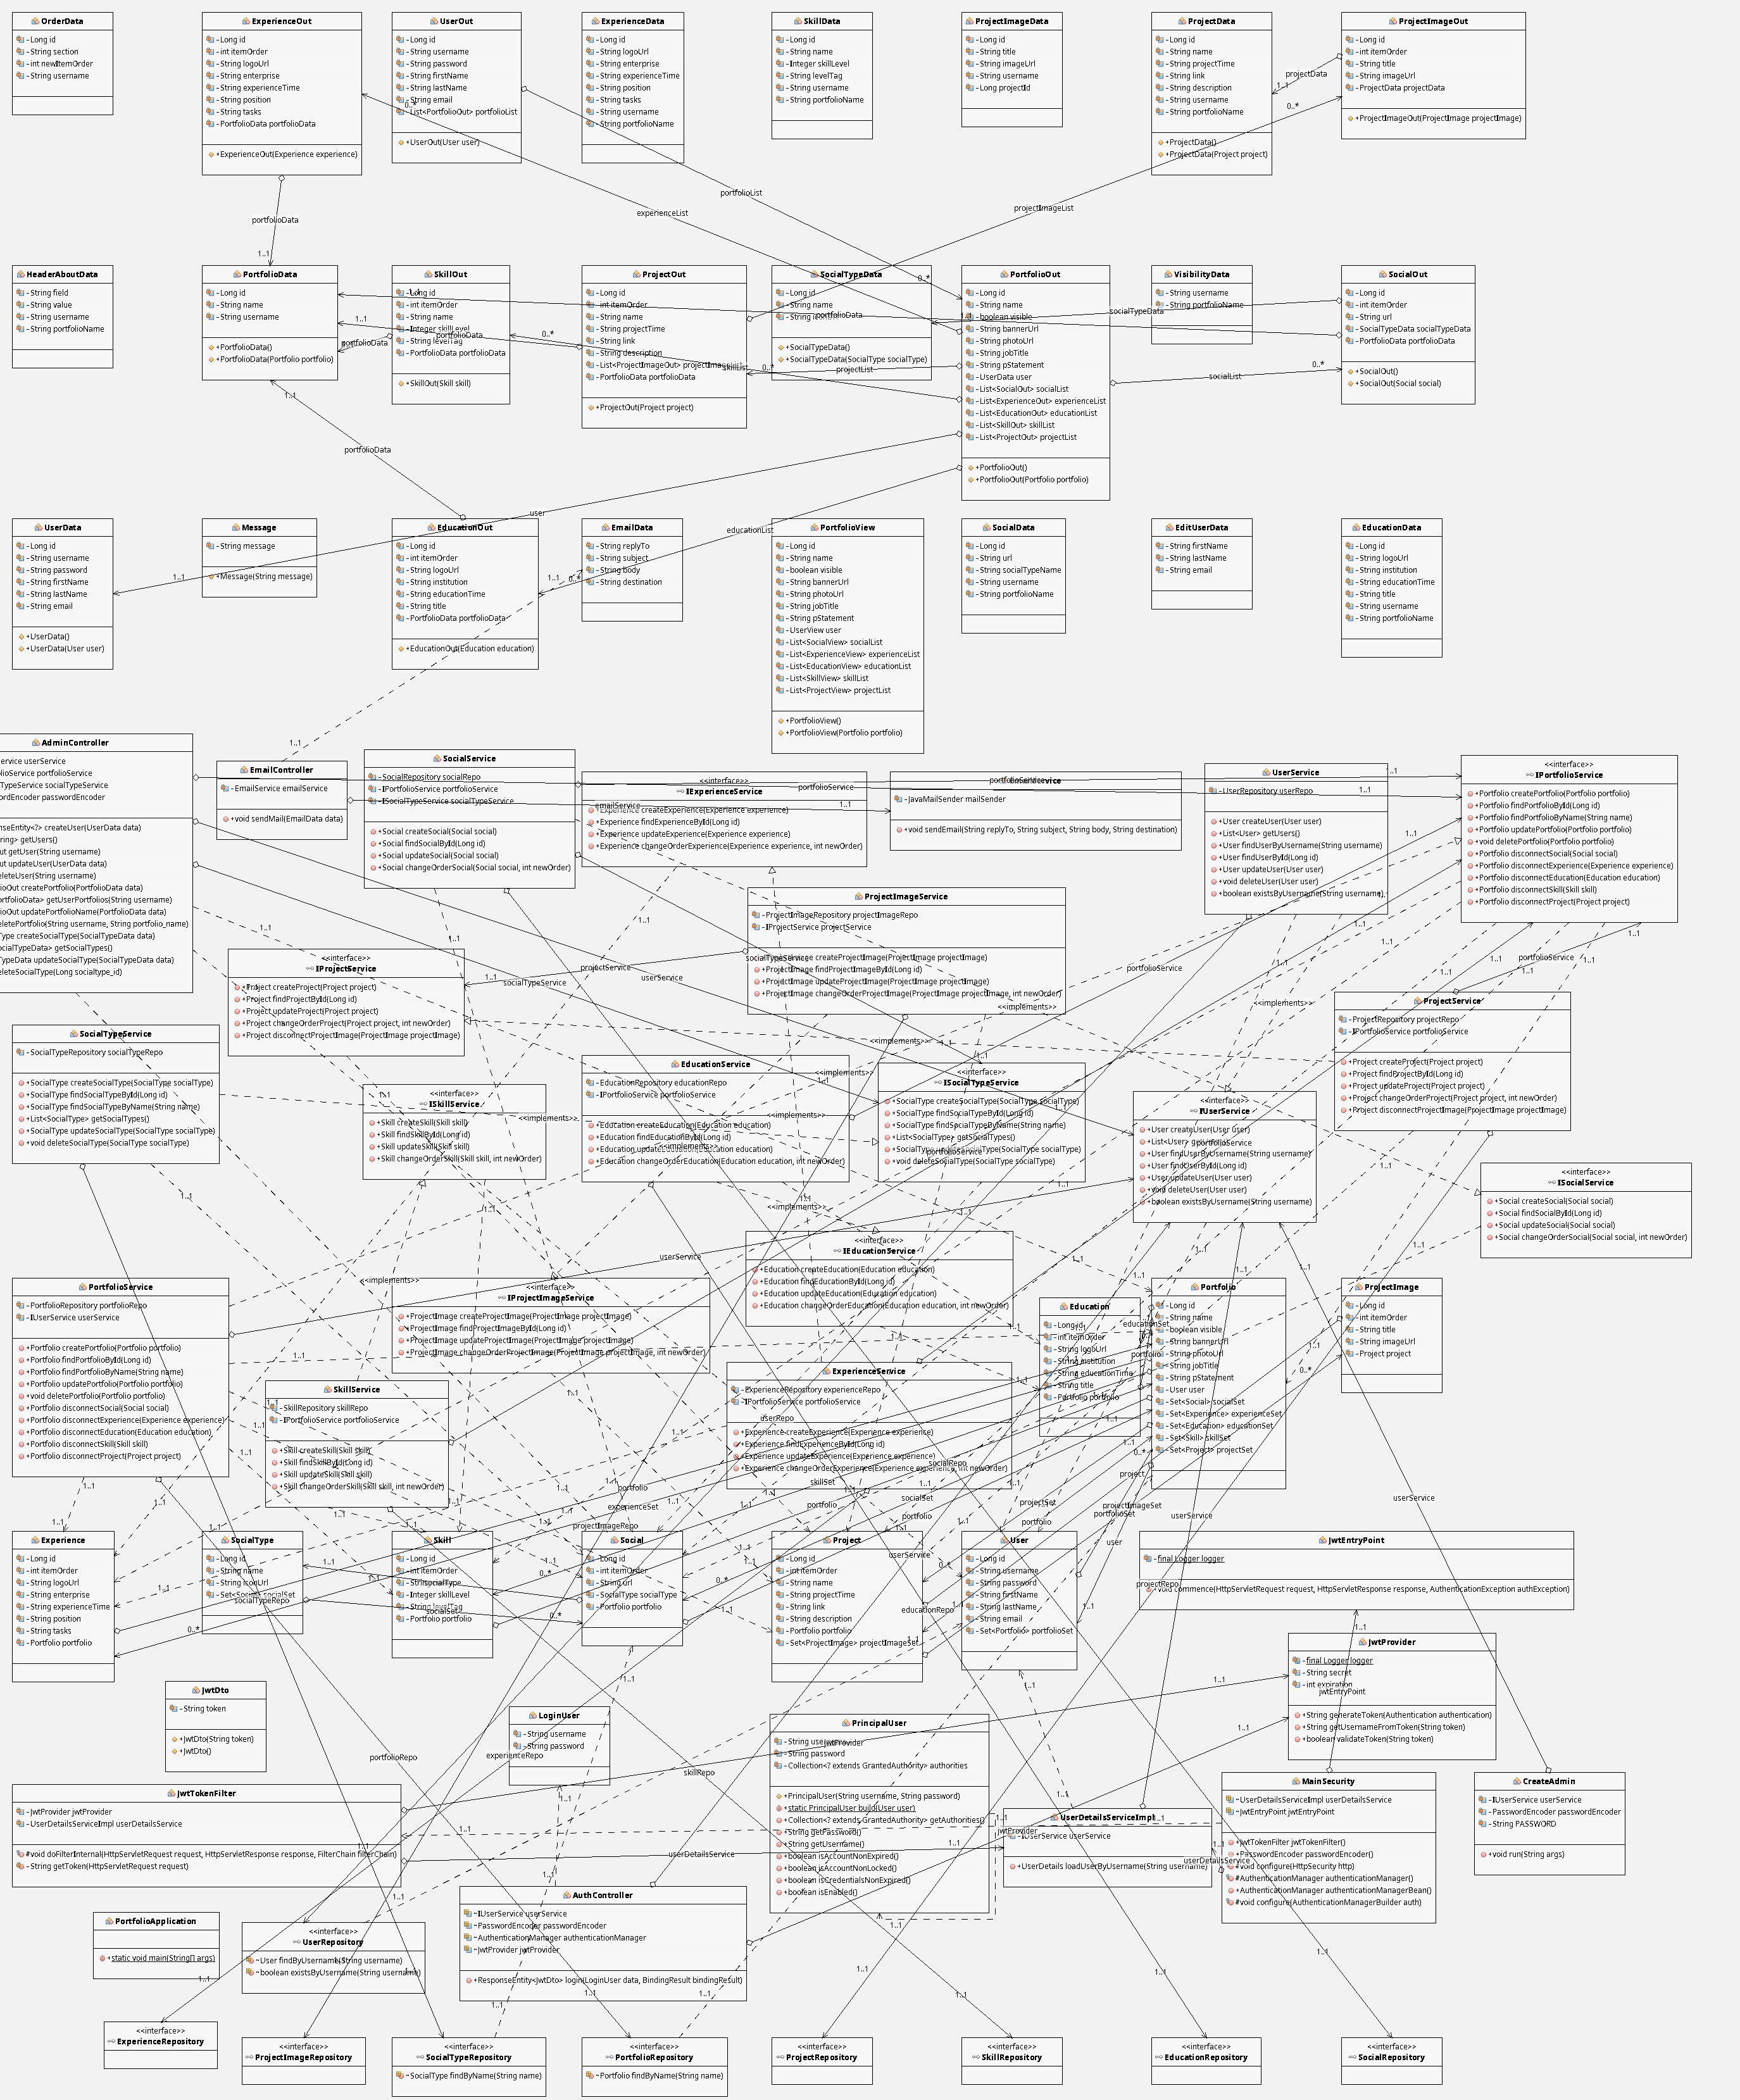 OrderData
-Long id
-String section
-int newItemOrder
-String username
ExperienceOut
-Long id
-int itemOrder
-String logoUrl
-String enterprise
-String experienceTime
-String position
-String tasks
-PortfolioData portfolioData
+ExperienceOut(Experience experience)
UserOut
-Long id
-String username
-String password
-String firstName
-String lastName
-String email
-List<PortfolioOut> portfolioList
+UserOut(User user)
ExperienceData
-Long id
-String logoUrl
-String enterprise
-String experienceTime
-String position
-String tasks
-String username
-String portfolioName
SkillData
-Long id
-String name
-Integer skillLevel
-String levelTag
-String username
-String portfolioName
ProjectImageData
-Long id
-String title
-String imageUrl
-String username
-Long projectId
ProjectData
-Long id
-String name
-String projectTime
-String link
-String description
-String username
-String portfolioName
+ProjectData()
+ProjectData(Project project)
ProjectImageOut
-Long id
-int itemOrder
-String title
-String imageUrl
-ProjectData projectData
+ProjectImageOut(ProjectImage projectImage)
projectData
1..1
0..*
portfolioList
experienceList
projectImageList
portfolioData
1..1
HeaderAboutData
-String field
-String value
-String username
-String portfolioName
PortfolioData
-Long id
-String name
-String username
+PortfolioData()
+PortfolioData(Portfolio portfolio)
SkillOut
-Long id
-int itemOrder
-String name
-Integer skillLevel
-String levelTag
-PortfolioData portfolioData
+SkillOut(Skill skill)
ProjectOut
-Long id
-int itemOrder
-String name
-String projectTime
-String link
-String description
-List<ProjectImageOut> projectImageList
-PortfolioData portfolioData
+ProjectOut(Project project)
SocialTypeData
-Long id
-String name
+SocialTypeData()
+SocialTypeData(SocialType socialType)
PortfolioOut
-Long id
-String name
-boolean visible
-String bannerUrl
-String photoUrl
-String jobTitle
-String pStatement
-UserData user
-List<SocialOut> socialList
-List<ExperienceOut> experienceList
-List<EducationOut> educationList
-List<SkillOut> skillList
-List<ProjectOut> projectList
+PortfolioOut()
+PortfolioOut(Portfolio portfolio)
VisibilityData
-String username
-String portfolioName
SocialOut
-Long id
-int itemOrder
-String url
-SocialTypeData socialTypeData
-PortfolioData portfolioData
+SocialOut()
+SocialOut(Social social)
socialTypeData
portfolioData
projectList
skillList
socialList
0..*
portfolioData
user
educationList
UserData
-Long id
-String username
-String password
-String firstName
-String lastName
-String email
+UserData()
+UserData(User user)
Message
-String message
+Message(String message)
EducationOut
-Long id
-int itemOrder
-String logoUrl
-String institution
-String educationTime
-String title
-PortfolioData portfolioData
+EducationOut(Education education)
EmailData
-String replyTo
-String subject
-String body
-String destination
PortfolioView
-Long id
-String name
-boolean visible
-String bannerUrl
-String photoUrl
-String jobTitle
-String pStatement
-UserView user
-List<SocialView> socialList
-List<ExperienceView> experienceList
-List<EducationView> educationList
-List<SkillView> skillList
-List<ProjectView> projectList
+PortfolioView()
+PortfolioView(Portfolio portfolio)
SocialData
-Long id
-String url
-String socialTypeName
-String username
-String portfolioName
EditUserData
-String firstName
-String lastName
-String email
EducationData
-Long id
-String logoUrl
-String institution
-String educationTime
-String title
-String username
-String portfolioName
AdminController
ervice userService
olioService portfolioService
TypeService socialTypeService
ordEncoder passwordEncoder
nseEntity<?> createUser(UserData data)
ring> getUsers()
ut getUser(String username)
ut updateUser(UserData data)
eleteUser(String username)
lioOut createPortfolio(PortfolioData data)
ortfolioData> getUserPortfolios(String username)
lioOut updatePortfolioName(PortfolioData data)
eletePortfolio(String username, String portfolio_name)
Type createSocialType(SocialTypeData data)
ocialTypeData> getSocialTypes()
TypeData updateSocialType(SocialTypeData data)
eleteSocialType(Long socialtype_id)
EmailController
-EmailService emailService
+void sendMail(EmailData data)
SocialService
-SocialRepository socialRepo
-IPortfolioService portfolioService
-ISocialTypeService socialTypeService
+Social createSocial(Social social)
+Social findSocialById(Long id)
+Social updateSocial(Social social)
+Social changeOrderSocial(Social social, int newOrder)
<<interface>>
IExperienceService
+Experience createExperience(Experience experience)
+Experience findExperienceById(Long id)
+Experience updateExperience(Experience experience)
+Experience changeOrderExperience(Experience experience, int newOrder)
-JavaMailSender mailSender
+void sendEmail(String replyTo, String subject, String body, String destination)
UserService
-UserRepository userRepo
+User createUser(User user)
+List<User> getUsers()
+User findUserByUsername(String username)
+User findUserById(Long id)
+User updateUser(User user)
+void deleteUser(User user)
+boolean existsByUsername(String username)
<<interface>>
IPortfolioService
+Portfolio createPortfolio(Portfolio portfolio)
+Portfolio findPortfolioById(Long id)
+Portfolio findPortfolioByName(String name)
+Portfolio updatePortfolio(Portfolio portfolio)
+void deletePortfolio(Portfolio portfolio)
+Portfolio disconnectSocial(Social social)
+Portfolio disconnectExperience(Experience experience)
+Portfolio disconnectEducation(Education education)
+Portfolio disconnectSkill(Skill skill)
+Portfolio disconnectProject(Project project)
ProjectImageService
-ProjectImageRepository projectImageRepo
-IProjectService projectService
+ProjectImage createProjectImage(ProjectImage projectImage)
+ProjectImage findProjectImageById(Long id)
+ProjectImage updateProjectImage(ProjectImage projectImage)
+ProjectImage changeOrderProjectImage(ProjectImage projectImage, int newOrder)
<<interface>>
IProjectService
+Project createProject(Project project)
+Project findProjectById(Long id)
+Project updateProject(Project project)
+Project changeOrderProject(Project project, int newOrder)
+Project disconnectProjectImage(ProjectImage projectImage)
ProjectService
-ProjectRepository projectRepo
-IPortfolioService portfolioService
+Project createProject(Project project)
+Project findProjectById(Long id)
+Project updateProject(Project project)
+Project changeOrderProject(Project project, int newOrder)
+Project disconnectProjectImage(ProjectImage projectImage)
SocialTypeService
-SocialTypeRepository socialTypeRepo
+SocialType createSocialType(SocialType socialType)
+SocialType findSocialTypeById(Long id)
+SocialType findSocialTypeByName(String name)
+List<SocialType> getSocialTypes()
+SocialType updateSocialType(SocialType socialType)
+void deleteSocialType(SocialType socialType)
<<interface>>
ISkillService
+Skill createSkill(Skill skill)
+Skill findSkillById(Long id)
+Skill updateSkill(Skill skill)
+Skill changeOrderSkill(Skill skill, int newOrder)
EducationService
-EducationRepository educationRepo
-IPortfolioService portfolioService
+Education createEducation(Education education)
+Education findEducationById(Long id)
+Education updateEducation(Education education)
+Education changeOrderEducation(Education education, int newOrder)
<<interface>>
ISocialTypeService
+SocialType createSocialType(SocialType socialType)
+SocialType findSocialTypeById(Long id)
+SocialType findSocialTypeByName(String name)
+List<SocialType> getSocialTypes()
+SocialType updateSocialType(SocialType socialType)
+void deleteSocialType(SocialType socialType)
<<interface>>
IUserService
+User createUser(User user)
+User findUserByUsername(String username)
+User findUserById(Long id)
+User updateUser(User user)
+void deleteUser(User user)
+boolean existsByUsername(String username)
<<interface>>
ISocialService
+Social createSocial(Social social)
+Social findSocialById(Long id)
+Social updateSocial(Social social)
+Social changeOrderSocial(Social social, int newOrder)
<<interface>>
IEducationService
+Education createEducation(Education education)
+Education findEducationById(Long id)
+Education updateEducation(Education education)
+Education changeOrderEducation(Education education, int newOrder)
PortfolioService
-PortfolioRepository portfolioRepo
-IUserService userService
+Portfolio createPortfolio(Portfolio portfolio)
+Portfolio findPortfolioById(Long id)
+Portfolio findPortfolioByName(String name)
+Portfolio updatePortfolio(Portfolio portfolio)
+void deletePortfolio(Portfolio portfolio)
+Portfolio disconnectSocial(Social social)
+Portfolio disconnectExperience(Experience experience)
+Portfolio disconnectEducation(Education education)
+Portfolio disconnectSkill(Skill skill)
+Portfolio disconnectProject(Project project)
<<interface>>
IProjectImageService
+ProjectImage createProjectImage(ProjectImage projectImage)
+ProjectImage findProjectImageById(Long id)
+ProjectImage updateProjectImage(ProjectImage projectImage)
+ProjectImage changeOrderProjectImage(ProjectImage projectImage, int newOrder)
SkillService
-SkillRepository skillRepo
-IPortfolioService portfolioService
+Skill createSkill(Skill skill)
+Skill findSkillById(Long id)
+Skill updateSkill(Skill skill)
+Skill changeOrderSkill(Skill skill, int newOrder)
ExperienceService
-ExperienceRepository experienceRepo
-IPortfolioService portfolioService
+Experience createExperience(Experience experience)
+Experience findExperienceById(Long id)
+Experience updateExperience(Experience experience)
+Experience changeOrderExperience(Experience experience, int newOrder)
Education
-Long id
-int itemOrder
-String logoUrl
-String institution
-String educationTime
-String title
-Portfolio portfolio
Portfolio
-Long id
-String name
-boolean visible
-String bannerUrl
-String photoUrl
-String jobTitle
-String pStatement
-User user
-Set<Social> socialSet
-Set<Experience> experienceSet
-Set<Education> educationSet
-Set<Skill> skillSet
-Set<Project> projectSet
ProjectImage
-Long id
-int itemOrder
-String title
-String imageUrl
-Project project
Experience
-Long id
-int itemOrder
-String logoUrl
-String enterprise
-String experienceTime
-String position
-String tasks
-Portfolio portfolio
SocialType
-Long id
-String name
-String iconUrl
-Set<Social> socialSet
Skill
-Long id
-int itemOrder
-Integer skillLevel
-String levelTag
-Portfolio portfolio
Social
-Long id
-int itemOrder
-String url
-SocialType socialType
-Portfolio portfolio
Project
-Long id
-int itemOrder
-String name
-String projectTime
-String link
-String description
-Portfolio portfolio
-Set<ProjectImage> projectImageSet
User
-Long id
-String username
-String password
-String firstName
-String lastName
-String email
-Set<Portfolio> portfolioSet
JwtEntryPoint
-final Logger logger
+void commence(HttpServletRequest request, HttpServletResponse response, AuthenticationException authException)
JwtProvider
-final Logger logger
-String secret
-int expiration
jwtEntryPoint
+String generateToken(Authentication authentication)
+String getUsernameFromToken(String token)
+boolean validateToken(String token)
JwtDto
-String token
+JwtDto(String token)
+JwtDto()
LoginUser
-String username
-String password
PrincipalUser
-String username
-String password
-Collection<? extends GrantedAuthority> authorities
+PrincipalUser(String username, String password)
+static PrincipalUser build(User user)
+Collection<? extends GrantedAuthority> getAuthorities()
+String getPassword()
+String getUsername()
+boolean isAccountNonExpired()
+boolean isAccountNonLocked()
+boolean isCredentialsNonExpired()
+boolean isEnabled()
JwtTokenFilter
-JwtProvider jwtProvider
-UserDetailsServiceImpl userDetailsService
#void doFilterInternal(HttpServletRequest request, HttpServletResponse response, FilterChain filterChain)
-String getToken(HttpServletRequest request)
UserDetailsServiceImpl
-IUserService userService
+UserDetails loadUserByUsername(String username)
MainSecurity
~UserDetailsServiceImpl userDetailsService
~JwtEntryPoint jwtEntryPoint
+JwtTokenFilter jwtTokenFilter()
+PasswordEncoder passwordEncoder()
#void configure(HttpSecurity http)
#AuthenticationManager authenticationManager()
+AuthenticationManager authenticationManagerBean()
#void configure(AuthenticationManagerBuilder auth)
CreateAdmin
-IUserService userService
-PasswordEncoder passwordEncoder
-String PASSWORD
+void run(String args)
AuthController
~IUserService userService
~PasswordEncoder passwordEncoder
~AuthenticationManager authenticationManager
~JwtProvider jwtProvider
+ResponseEntity<JwtDto> login(LoginUser data, BindingResult bindingResult)
PortfolioApplication
+static void main(String[] args)
<<interface>>
UserRepository
~User findByUsername(String username)
~boolean existsByUsername(String username)
<<interface>>
ExperienceRepository
<<interface>>
ProjectImageRepository
<<interface>>
SocialTypeRepository
~SocialType findByName(String name)
<<interface>>
PortfolioRepository
~Portfolio findByName(String name)
<<interface>>
ProjectRepository
<<interface>>
SkillRepository
<<interface>>
EducationRepository
<<interface>>
SocialRepository